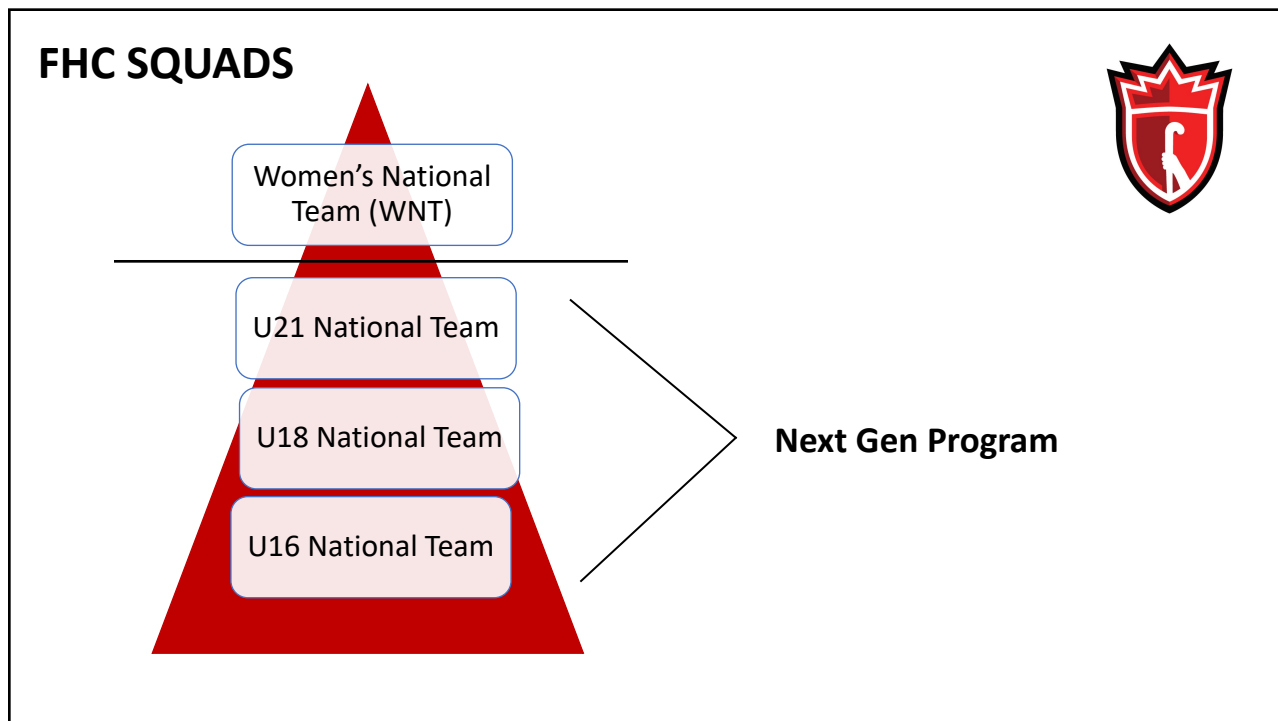 FHC SQUADS
Women’s National
Team (WNT)
U21 National Team
U18 National Team
Next Gen Program
U16 National Team